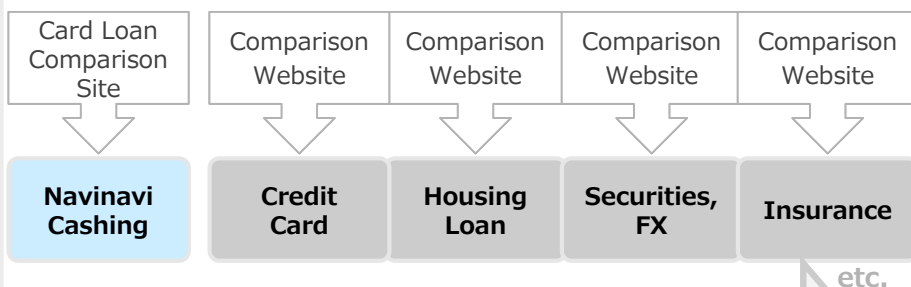 Card Loan
Comparison
Site
Comparison
Website
Comparison
Website
Comparison
Website
Comparison
Website
Navinavi
Cashing
Credit
Card
Housing
Loan
Securities,
FX
Insurance
etc.